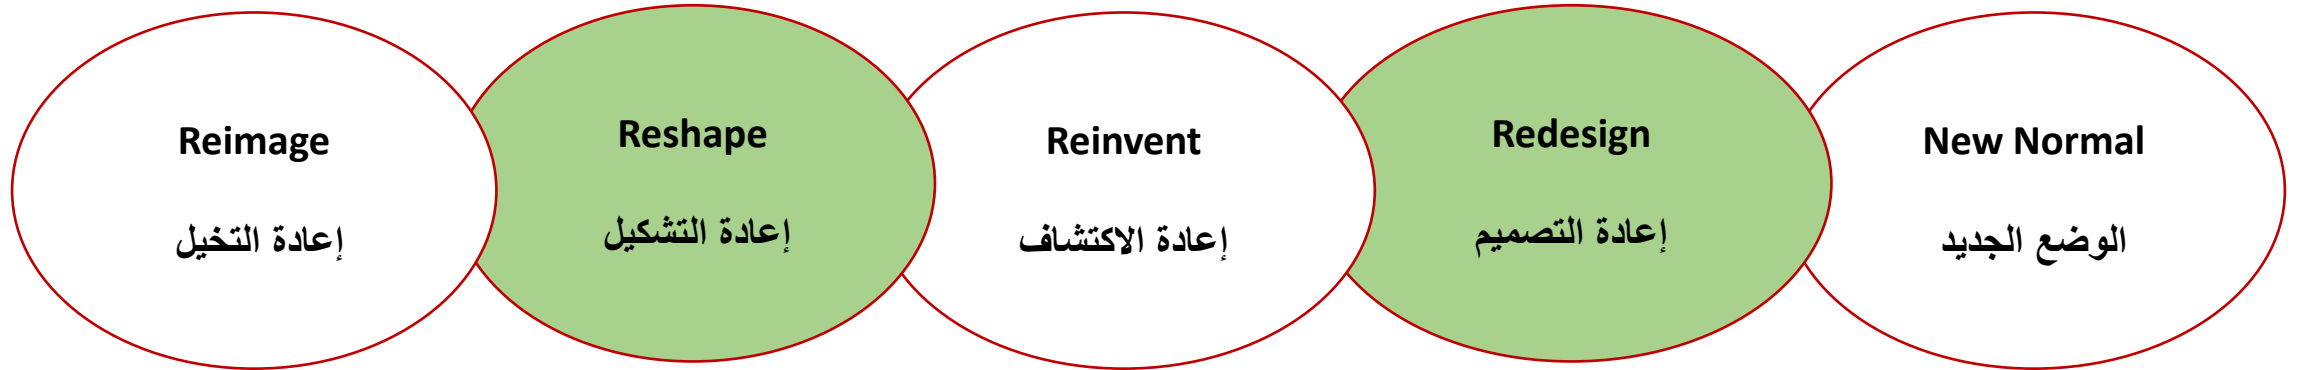 Reimage
إعادة التخيل
Reshape
إعادة التشكيل
Reinvent
إعادة الاكتشاف
Redesign
إعادة التصميم
New Normal
الوضع الجديد